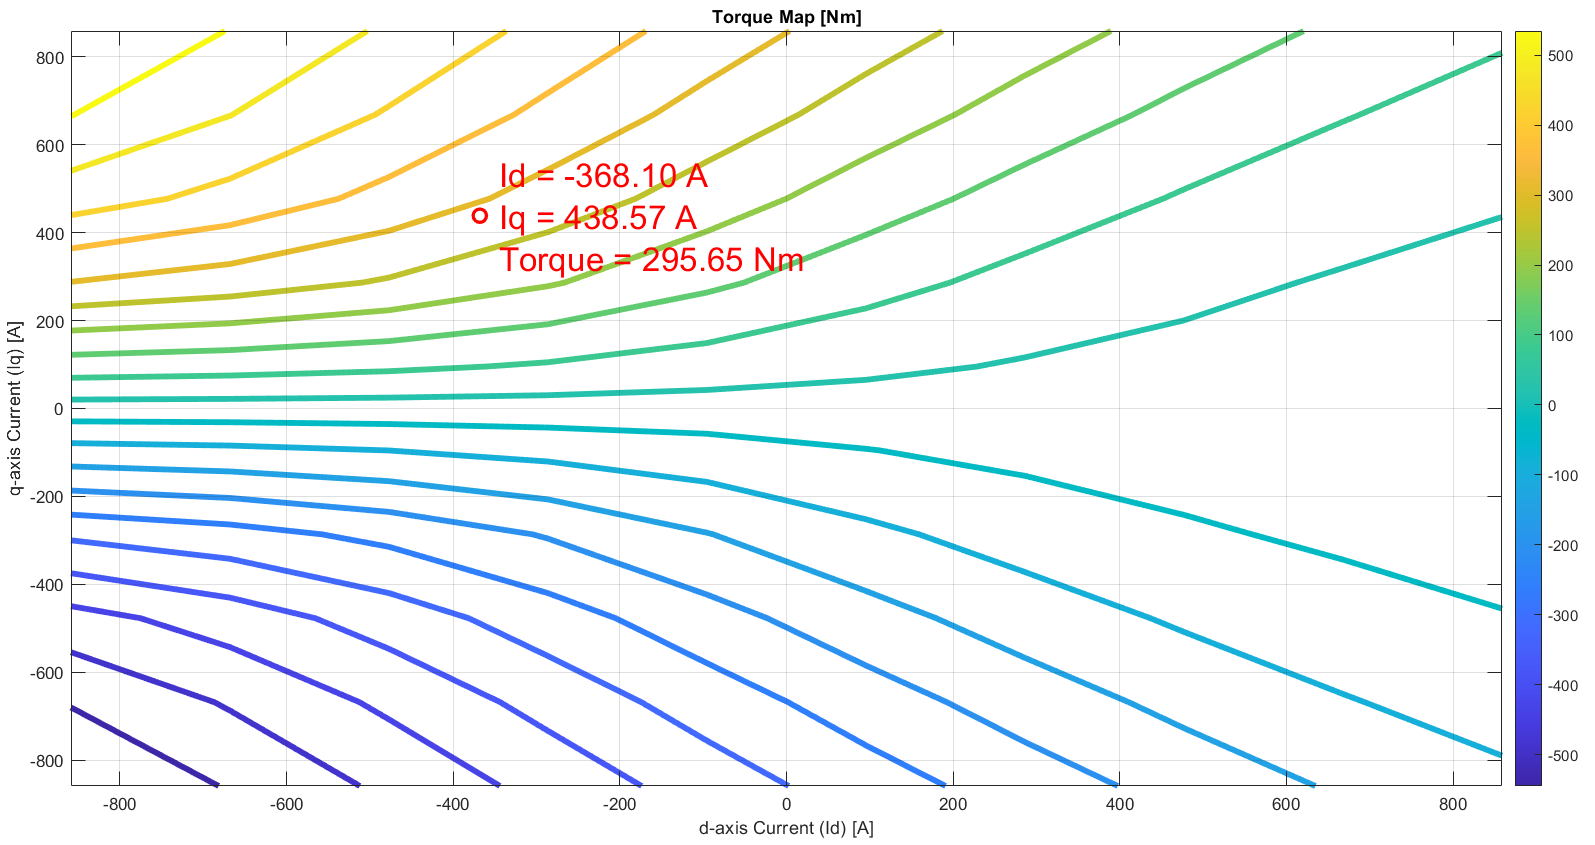 Torque Map [Nm]
800
600
400
200
0
-200
-400
-600
-800
q-axis Current (Iq) [A]
Id = -368.10 A
Iq = 438.57 A
Torque = 295.65 Nm
-800 -600 -400 -200 0 200 400 600 800
d-axis Current (Id) [A]
500
400
300
200
100
0
-100
-200
-300
-400
-500